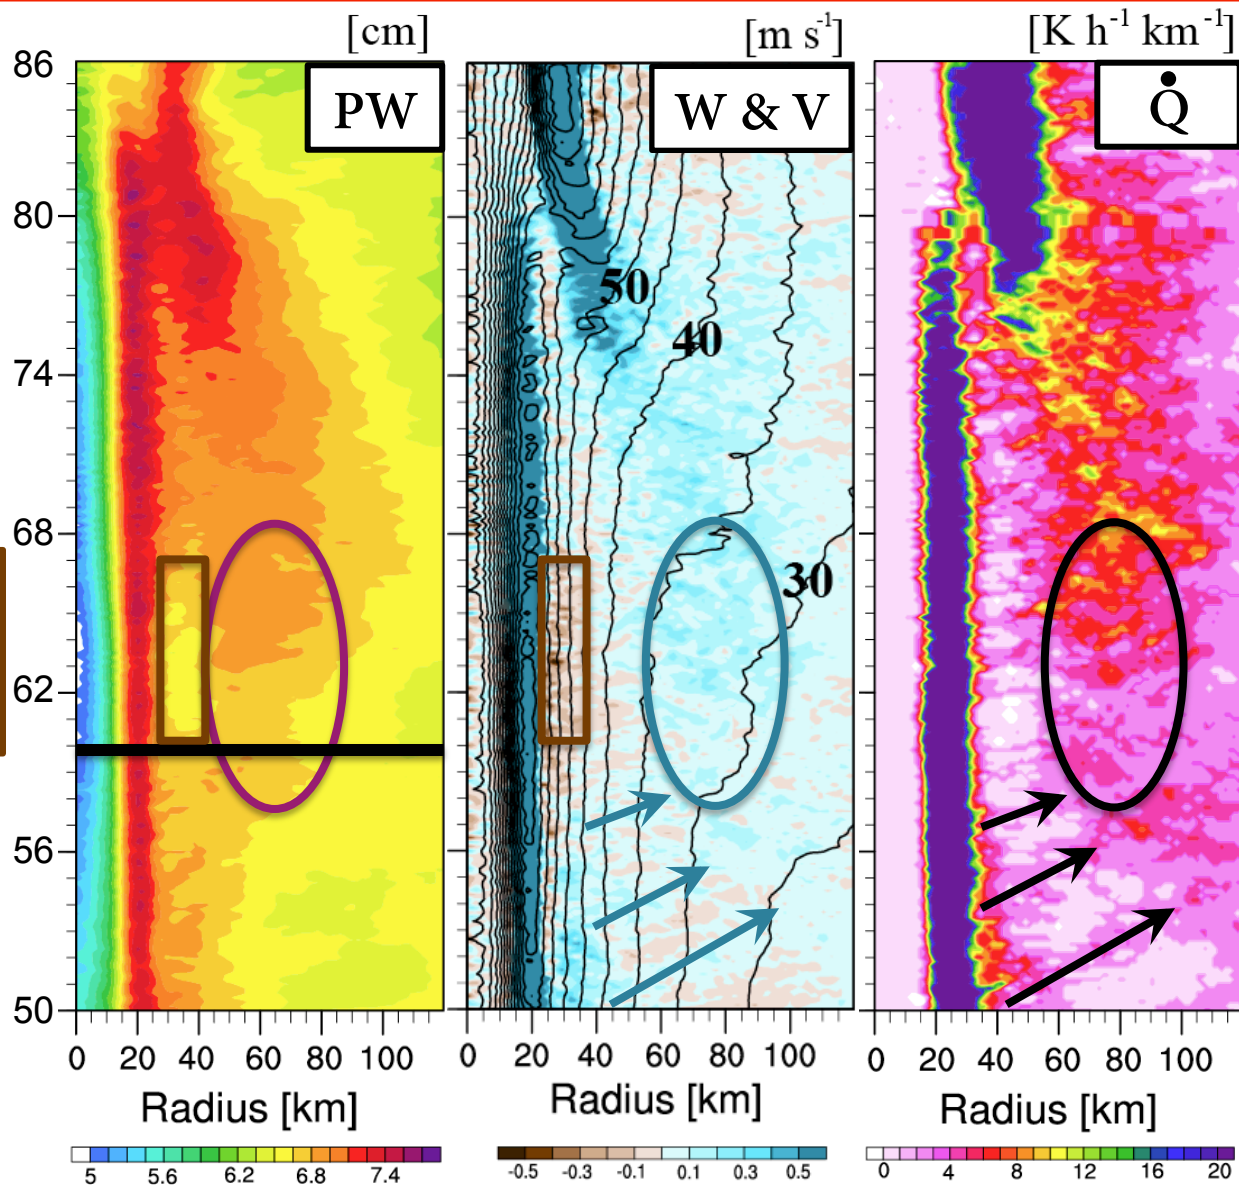 [cm]
[m s-1]
[K h-1 km-1]
PW
W & V
Q̇
86
80
74
68
62
56
50
50
40
30
0 20 40 60 80 100
0 20 40 60 80 100
0 20 40 60 80 100
Radius [km]
Radius [km]
Radius [km]
5 5.6 6.2 6.8 7.4
-0.5 -0.3 -0.1 0.1 0.3 0.5
0 4 8 12 16 20